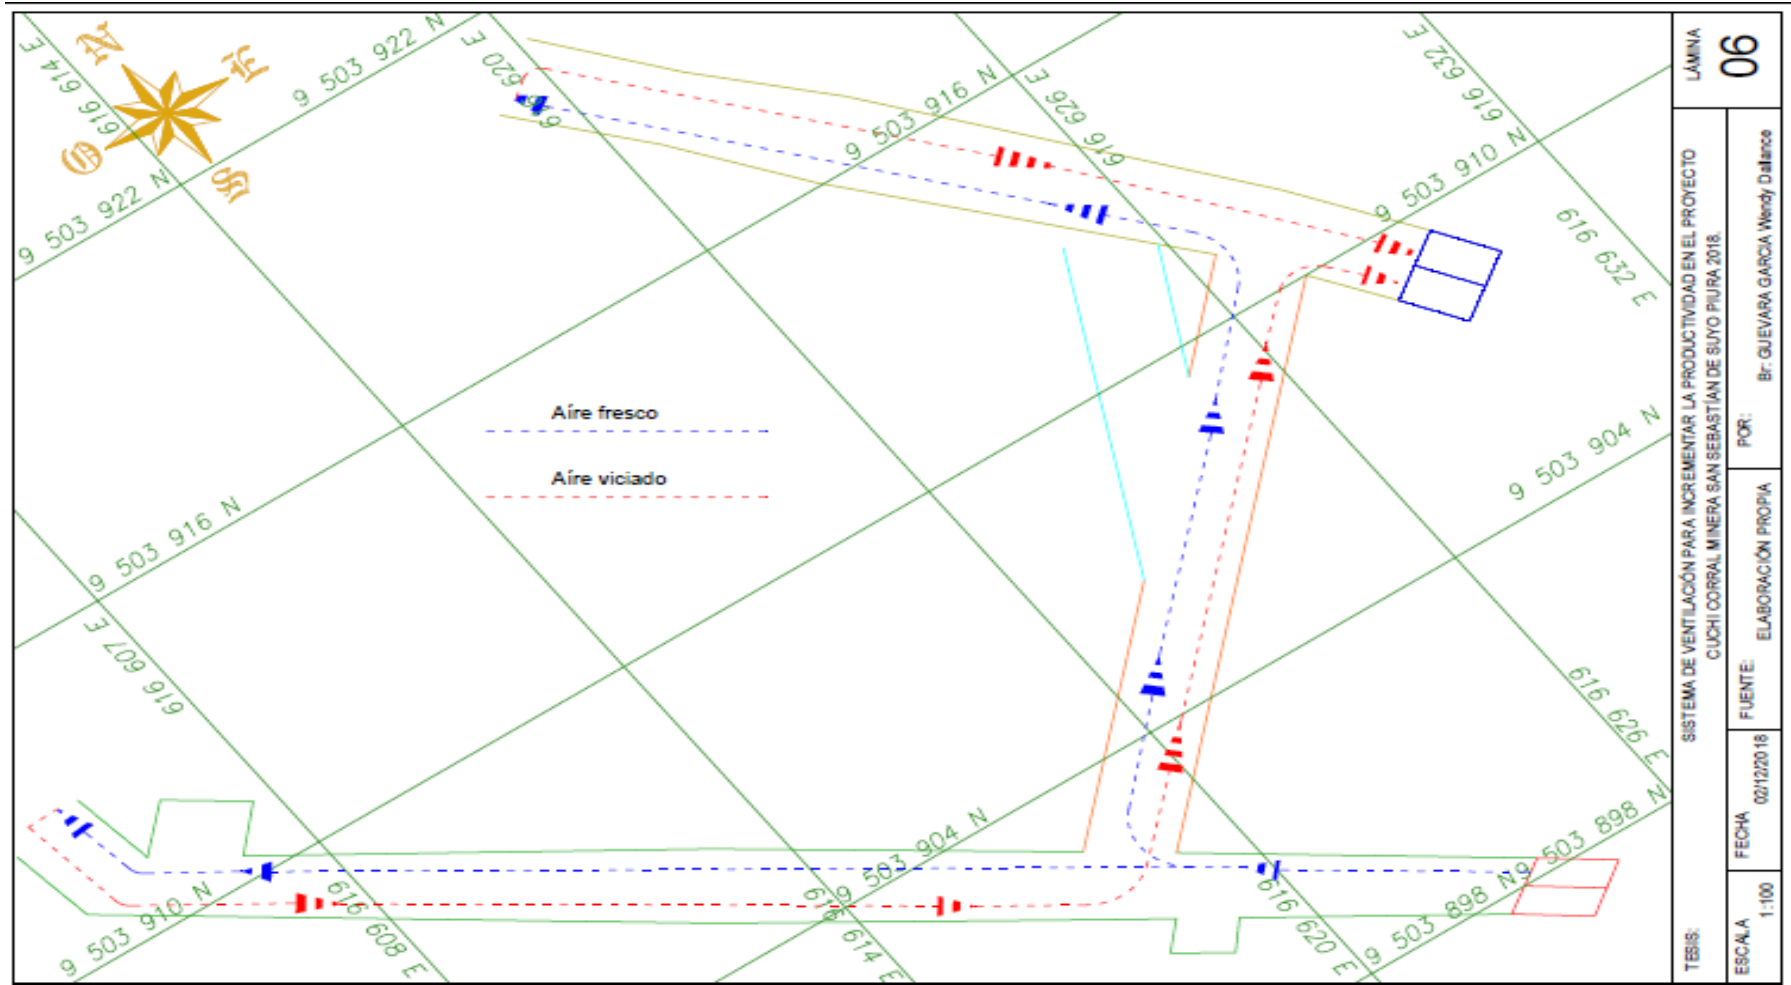 N
E
O
S
616 614 E
9 503 922 N
616 620 E
9 503 916 N
616 626 E
616 632 E
9 503 910 N
9 503 922 N
616 632 E
Aíre fresco
Aíre viciado
9 503 904 N
9 503 916 N
616 607 E
616 626 E
9 503 904 N
9 503 898 N
9 503 910 N
616 608 E
616 614 E
616 620 E
9 503 898 N
LÁMINA
06
TESIS:
SISTEMA DE VENTILACIÓN PARA INCREMENTAR LA PRODUCTIVIDAD EN EL PROYECTO
CUCHI CORRAL MINERA SAN SEBASTÍAN DE SUYO PIURA 2018.
ESCALA
1:100
FECHA
02/12/2018
FUENTE:
ELABORACIÓN PROPIA
POR:
Br: GUEVARA GARCIA Wendy Dallance